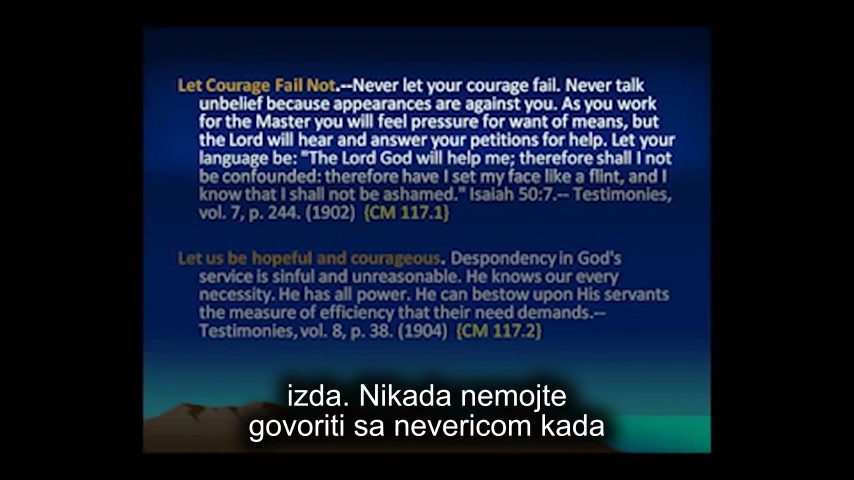 Let Courage Fail Not.--Never let your courage fail. Never talk
unbelief because appearances are against you. As you work
for the Master you will feel pressure for want of means, but
the Lord will hear and answer your petitions for help. Let your
language be: "The Lord God will help me; therefore shall I not
be confounded: therefore have I set my face like a flint, and I
know that I shall not be ashamed." Isaiah 50:7.-- Testimonies,
vol. 7, p. 244. (1902) {CM 117.1}
Let us be hopeful and courageous. Despondency in God's
service is sinful and unreasonable. He knows our every
necessity. He has all power. He can bestow upon His servants
the measure of efficiency that their need demands.--
Testimonies, vol. 8, p. 38. (1904) {CM 117.2}
izda. Nikada nemojte
govoriti sa nevericom kada